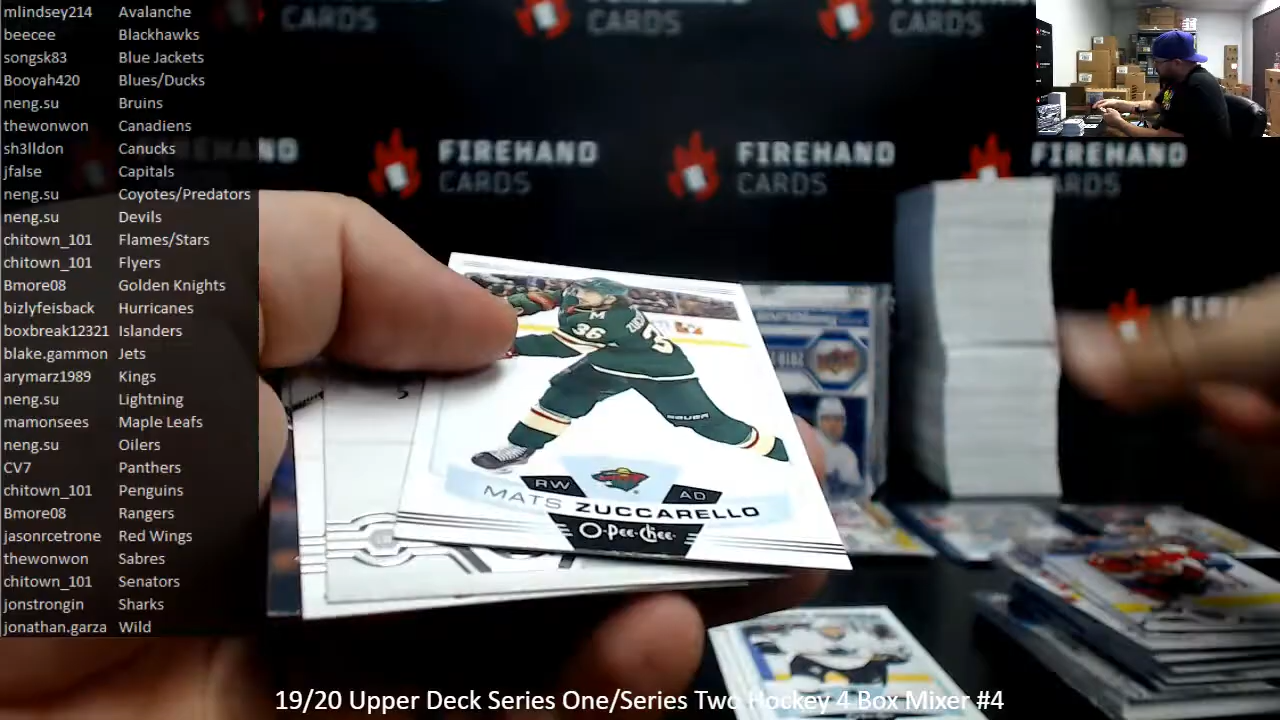 mlindsey214 Avalanche
beecee Blackhawks
songsk83 Blue Jackets
Booyah420 Blues/Ducks
neng.su Bruins
thewonwon Canadiens
sh3lldon Canucks
jfalse Capitals
neng.su Coyotes/Predators
neng.su Devils
chitown_101 Flames/Stars
chitown_101 Flyers
Bmore08 Golden Knights
bizlyfeisback Hurricanes
boxbreak12321 Islanders
blake.gammon Jets
arymarz1989 Kings
neng.su Lightning
mamonsees Maple Leafs
neng.su Oilers
CV7 Panthers
chitown_101 Penguins
Bmore08 Rangers
jasonrcetrone Red Wings
thewonwon Sabres
chitown_101 Senators
jonstrongin Sharks
jonathan.garza Wild
CARDS
CARDS
CARDS
FIREHAND
CARDS
FIREHAND
CARDS
FIREHAND
CARDS
36
RW
AD
MATS ZUCCARELLO
O-Pee-Chee
19/20 Upper Deck Series One/Series Two Hockey 4 Box Mixer #4